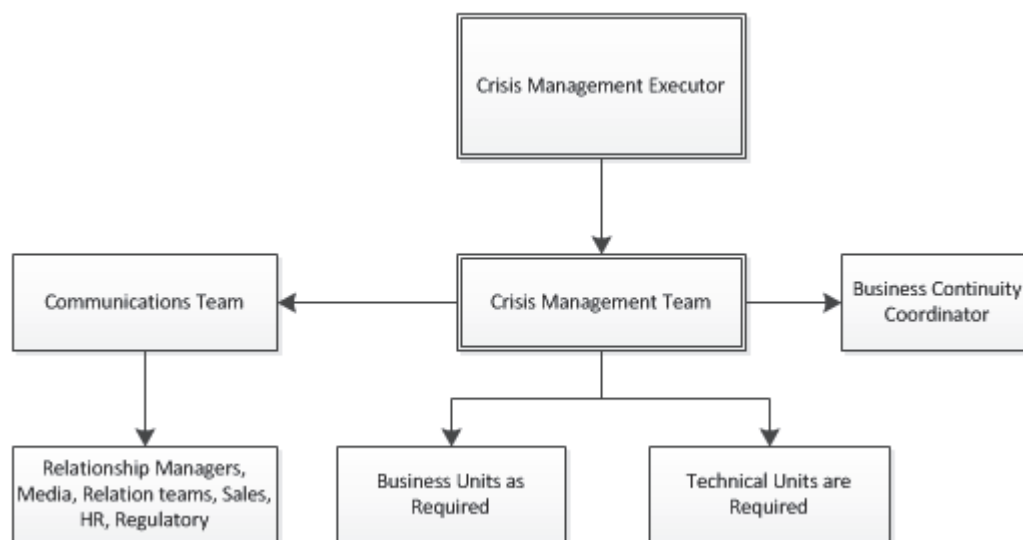 Crisis Management Executor
Communications Team
Crisis Management Team
Business Continuity
Coordinator
Relationship Managers,
Media, Relation teams, Sales,
HR, Regulatory
Business Units as
Required
Technical Units are
Required